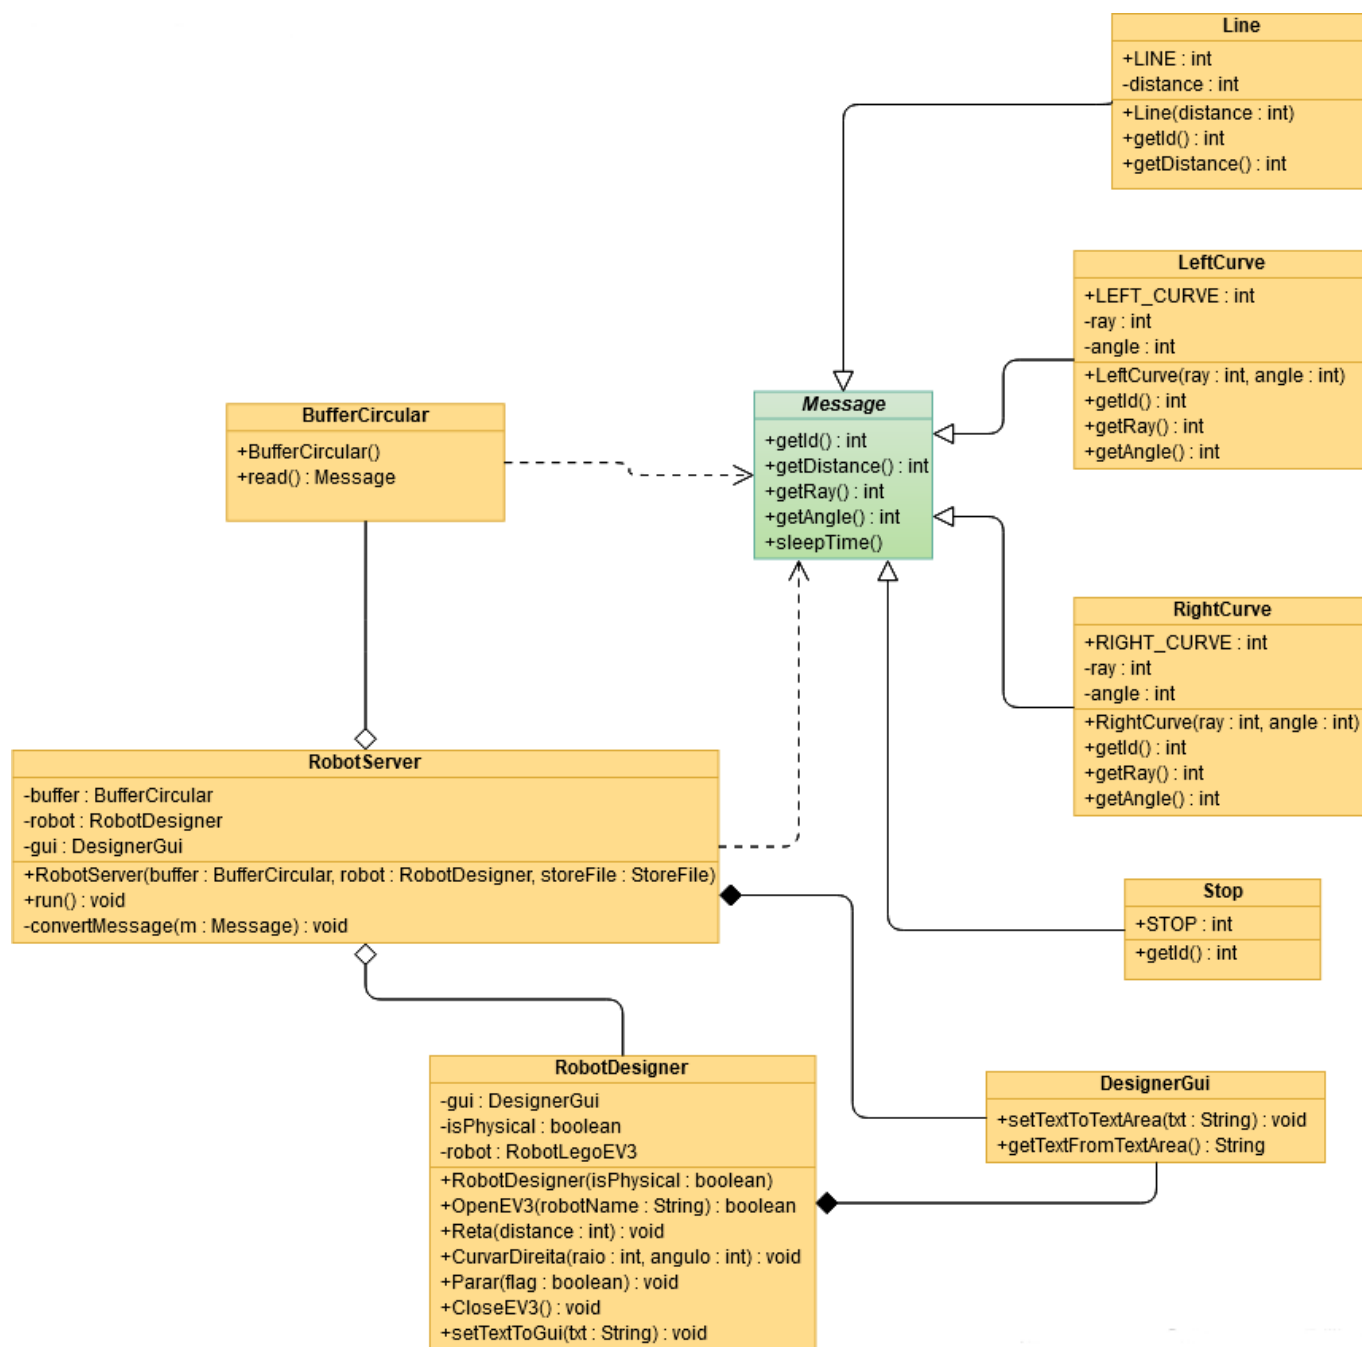 Line
+LINE : int
-distance : int
+Line(distance : int)
+getId() : int
+getDistance() : int
LeftCurve
+LEFT_CURVE : int
-ray : int
-angle : int
+LeftCurve(ray : int, angle : int)
+getId() : int
+getRay() : int
+getAngle() : int
Message
+getId() : int
+getDistance() : int
+getRay() : int
+getAngle() : int
+sleepTime()
BufferCircular
+BufferCircular()
+read() : Message
RightCurve
+RIGHT_CURVE : int
-ray : int
-angle : int
+RightCurve(ray : int, angle : int)
+getId() : int
+getRay() : int
+getAngle() : int
RobotServer
-buffer : BufferCircular
-robot : RobotDesigner
-gui : DesignerGui
+RobotServer(buffer : BufferCircular, robot : RobotDesigner, storeFile : StoreFile)
+run() : void
-convertMessage(m : Message) : void
Stop
+STOP : int
+getId() : int
RobotDesigner
-gui : DesignerGui
-isPhysical : boolean
-robot : RobotLegoEV3
+RobotDesigner(isPhysical : boolean)
+OpenEV3(robotName : String) : boolean
+Reta(distance : int) : void
+CurvarDireita(raio : int, angulo : int) : void
+Parar(flag : boolean) : void
+CloseEV3() : void
+setTextToGui(txt : String) : void
DesignerGui
+setTextToTextArea(txt : String) : void
+getTextFromTextArea() : String